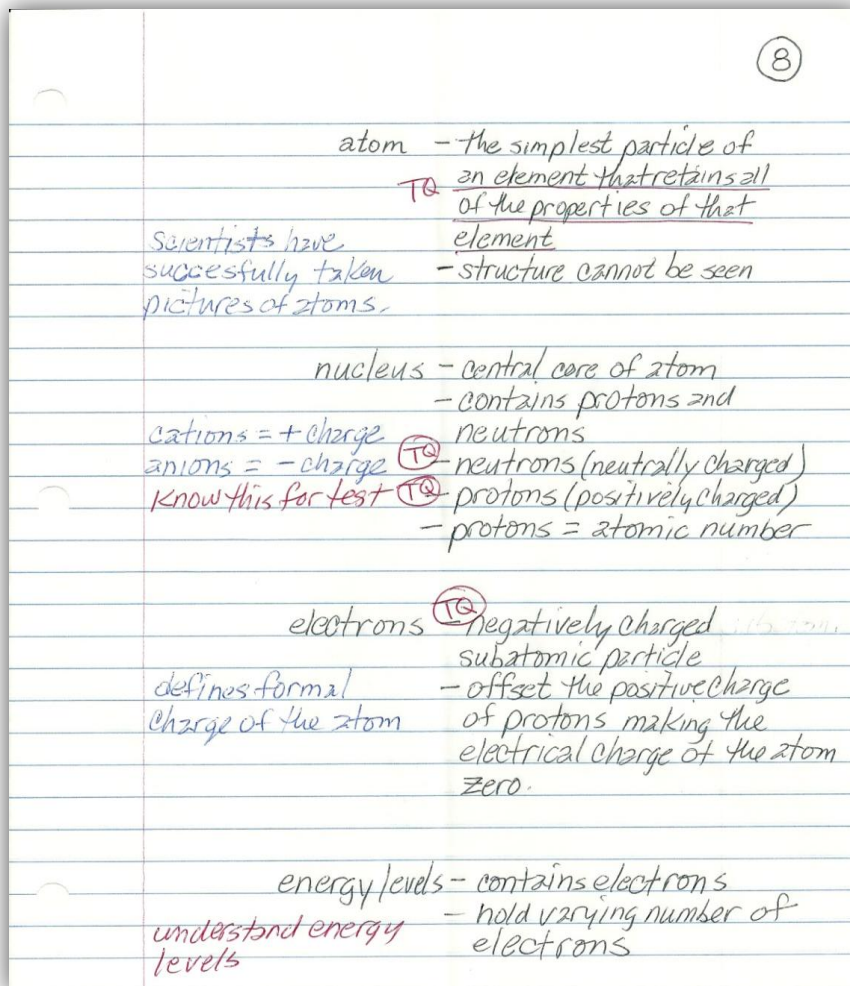 8
atom - the simplest particle of
TQ an element that retains all
of the properties of that
element
- structure cannot be seen
Scientists have
succesfully taken
pictures of atoms.
nucleus - central core of atom
- contains protons and
neutrons
TQ - neutrons (neutrally charged)
TQ - protons (positively charged)
- protons = atomic number
cations = + charge
anions = - charge
Know this for test
electrons TQ - negatively charged
subatomic particle
- offset the positive charge
of protons making the
electrical charge of the atom
zero.
defines formal
charge of the atom
energy levels - contains electrons
- hold varying number of
electrons
understand energy
levels